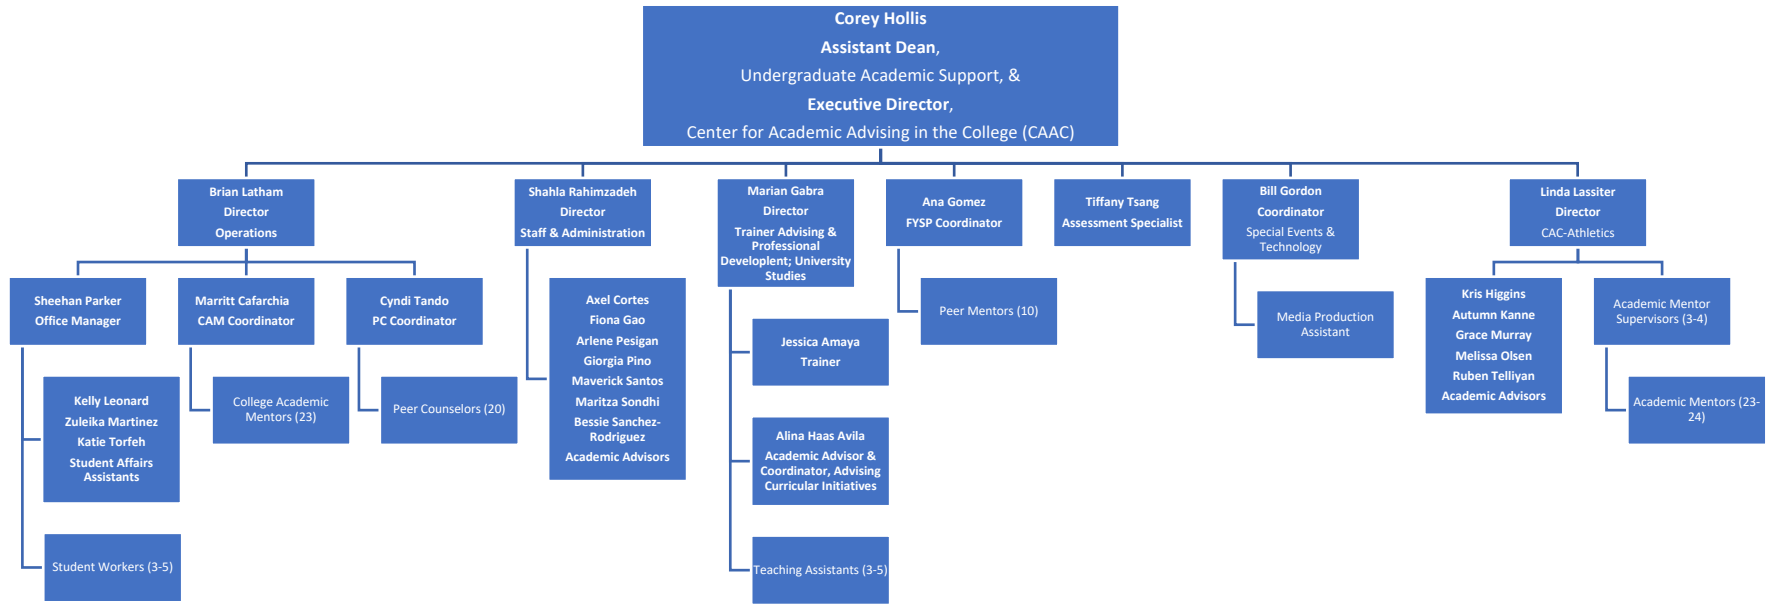 Corey Hollis
Assistant Dean,
Undergraduate Academic Support, &
Executive Director,
Center for Academic Advising in the College (CAAC)
Brian Latham
Director
Operations
Shahla Rahimzadeh
Director
Staff & Administration
Marian Gabra
Director
Trainer Advising &
Professional
Developlent; University
Studies
Ana Gomez
FYSP Coordinator
Tiffany Tsang
Assessment Specialist
Bill Gordon
Coordinator
Special Events &
Technology
Linda Lassiter
Director
CAC-Athletics
Sheehan Parker
Office Manager
Marritt Cafarchia
CAM Coordinator
Cyndi Tando
PC Coordinator
Kelly Leonard
Zuleika Martinez
Katie Torfeh
Student Affairs
Assistants
Student Workers (3-5)
College Academic
Mentors (23)
Peer Counselors (20)
Axel Cortes
Fiona Gao
Arlene Pesigan
Giorgia Pino
Maverick Santos
Maritza Sondhi
Bessie Sanchez-
Rodriguez
Academic Advisors
Jessica Amaya
Trainer
Alina Haas Avila
Academic Advisor &
Coordinator, Advising
Curricular Initiatives
Teaching Assistants (3-5)
Peer Mentors (10)
Media Production
Assistant
Kris Higgins
Autumn Kanne
Grace Murray
Melissa Olsen
Ruben Telliyan
Academic Advisors
Academic Mentor
Supervisors (3-4)
Academic Mentors (23-
24)